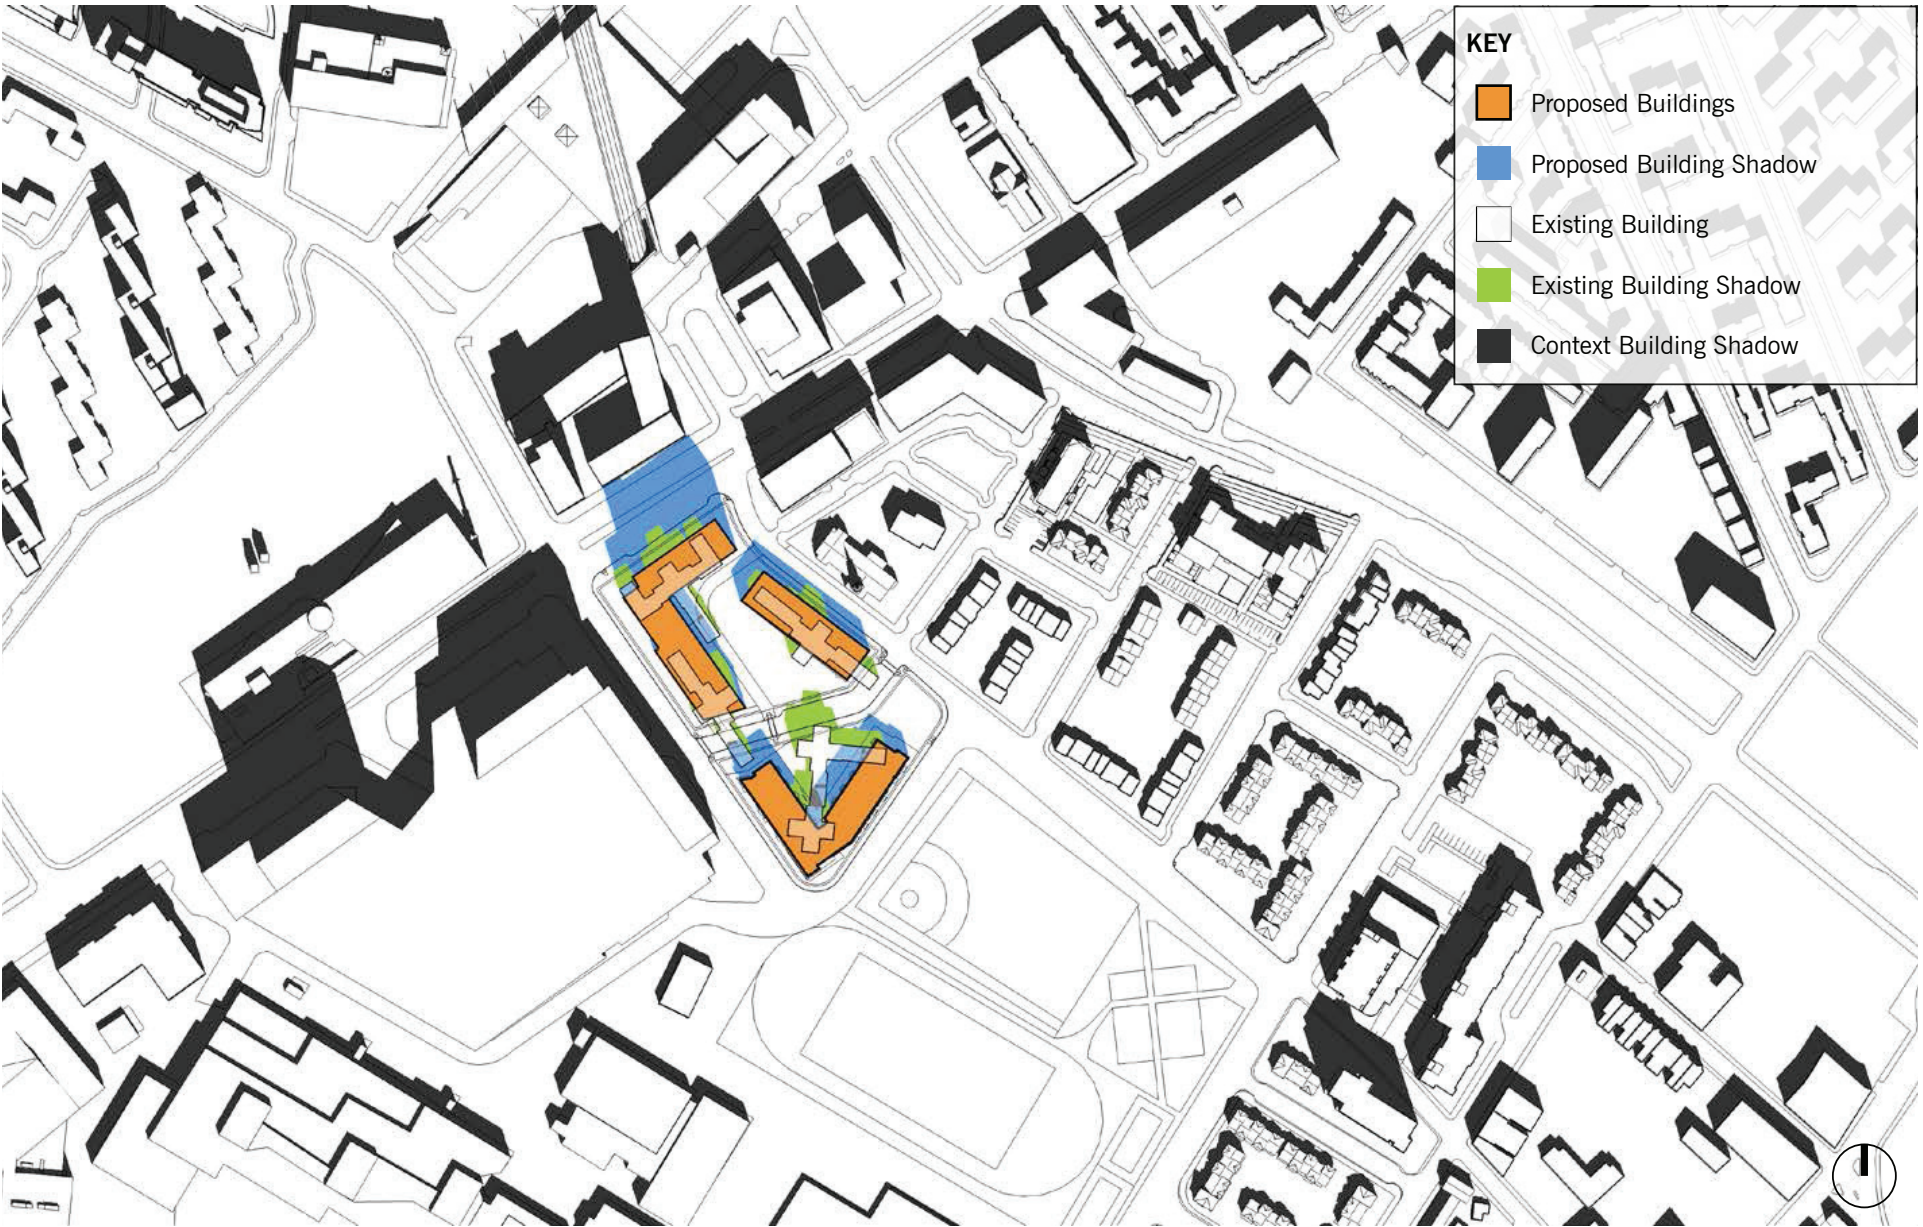 KEY
Proposed Buildings
Proposed Building Shadow
Existing Building
Existing Building Shadow
Context Building Shadow